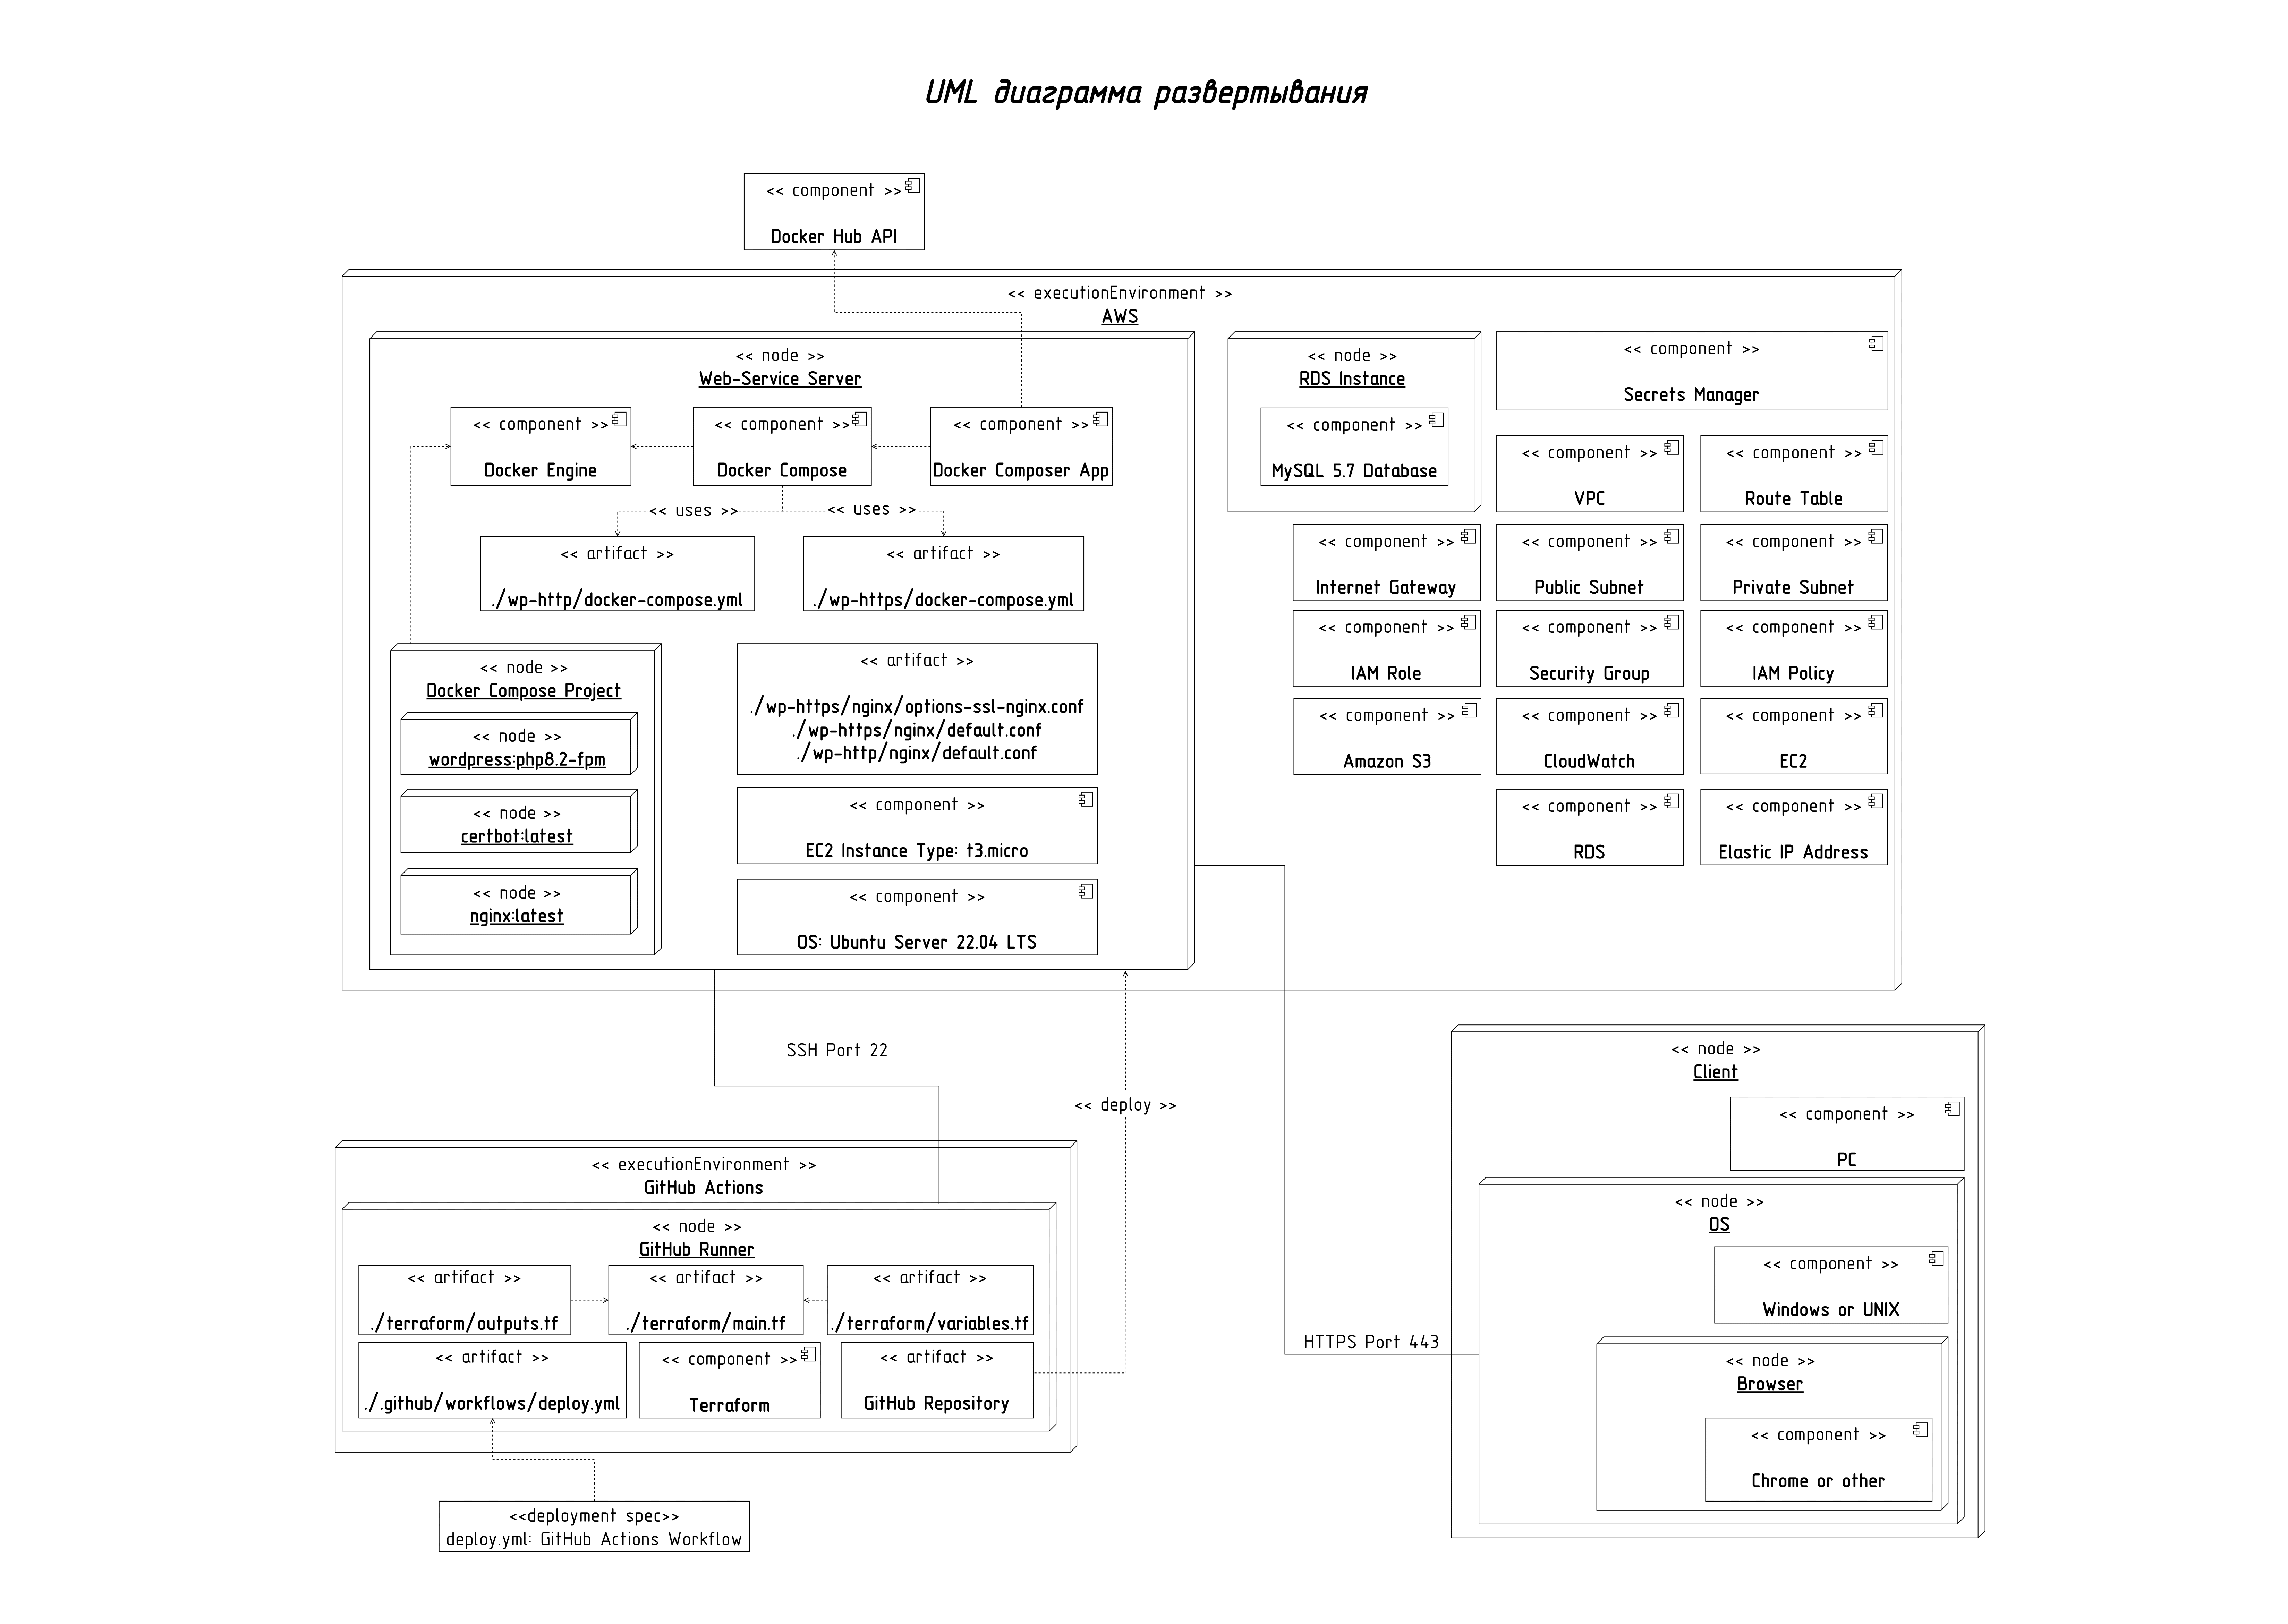 UML диаграмма развертывания
<< component >>
Docker Hub API
<< executionEnvironment >>
AWS
<< node >>
Web-Service Server
<< component >>
Docker Engine
<< component >>
Docker Compose
<< component >>
Docker Composer App
<< uses >>
<< uses >>
<< artifact >>
./wp-http/docker-compose.yml
<< artifact >>
./wp-https/docker-compose.yml
<< node >>
Docker Compose Project
<< node >>
wordpress:php8.2-fpm
<< node >>
certbot:latest
<< node >>
nginx:latest
<< artifact >>
./wp-https/nginx/options-ssl-nginx.conf
./wp-https/nginx/default.conf
./wp-http/nginx/default.conf
<< component >>
EC2 Instance Type: t3.micro
<< component >>
OS: Ubuntu Server 22.04 LTS
<< node >>
RDS Instance
<< component >>
MySQL 5.7 Database
<< component >>
Secrets Manager
<< component >>
VPC
<< component >>
Route Table
<< component >>
Internet Gateway
<< component >>
Public Subnet
<< component >>
Private Subnet
<< component >>
IAM Role
<< component >>
Security Group
<< component >>
IAM Policy
<< component >>
Amazon S3
<< component >>
CloudWatch
<< component >>
EC2
<< component >>
RDS
<< component >>
Elastic IP Address
SSH Port 22
<< deploy >>
HTTPS Port 443
<< executionEnvironment >>
GitHub Actions
<< node >>
GitHub Runner
<< artifact >>
./terraform/outputs.tf
<< artifact >>
./terraform/main.tf
<< artifact >>
./terraform/variables.tf
<< artifact >>
./.github/workflows/deploy.yml
<< component >>
Terraform
<< artifact >>
GitHub Repository
<<deployment spec>>
deploy.yml: GitHub Actions Workflow
<< node >>
Client
<< component >>
PC
<< node >>
OS
<< component >>
Windows or UNIX
<< node >>
Browser
<< component >>
Chrome or other